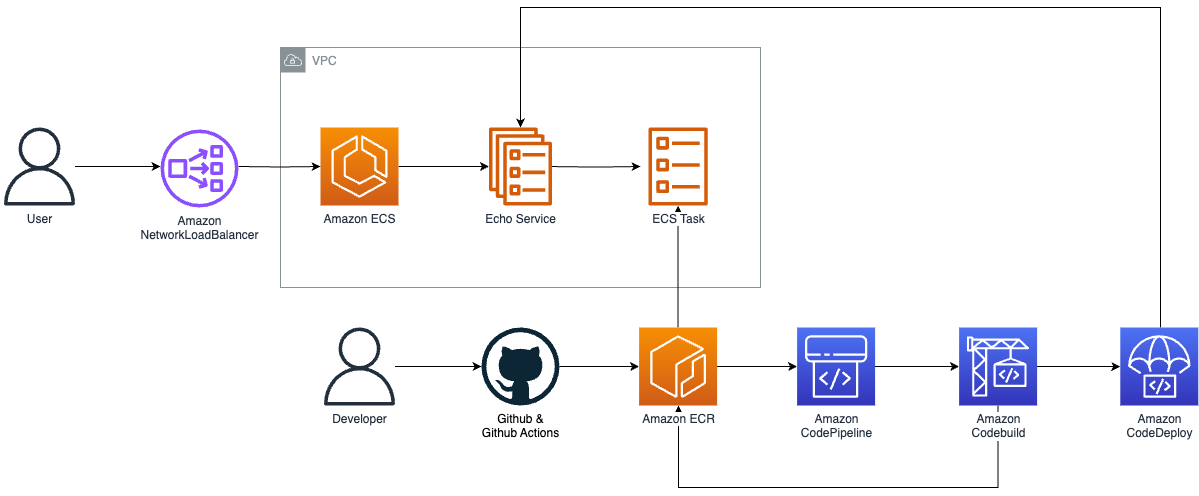 VPC
User
Amazon
NetworkLoadBalancer
Amazon ECS
Echo Service
ECS Task
Developer
Github &
Github Actions
Amazon ECR
Amazon
CodePipeline
Amazon
Codebuild
Amazon
CodeDeploy